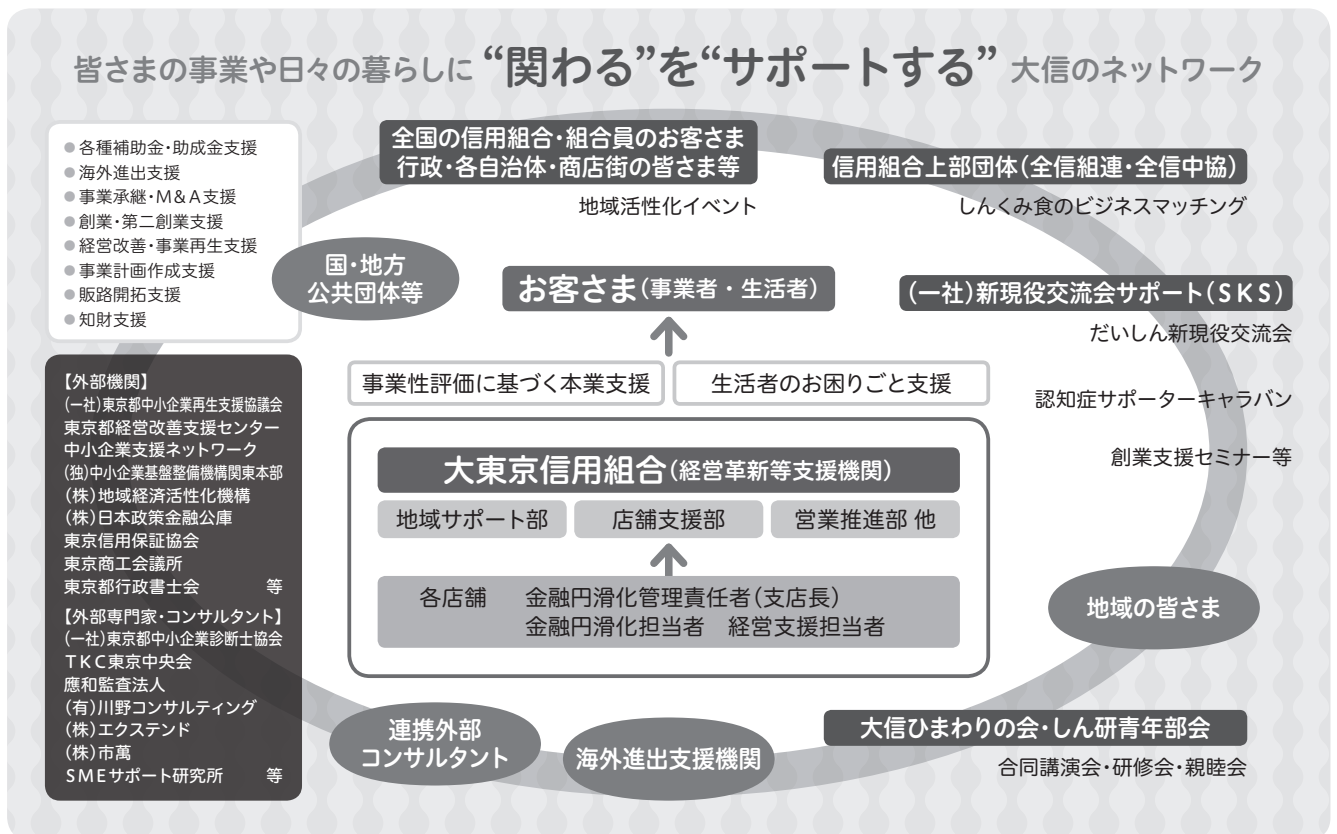 皆さまの事業や日々の暮らしに“関わる”を“サポートする”大信のネットワーク
●各種補助金・助成金支援
●海外進出支援
●事業承継・M&A支援
●創業・第二創業支援
●経営改善・事業再生支援
●事業計画作成支援
●販路開拓支援
●知財支援
国・地方
公共団体等
全国の信用組合・組合員のお客さま
行政・各自治体・商店街の皆さま等
地域活性化イベント
信用組合上部団体(全信組連・全信中協)
しんくみ食のビジネスマッチング
お客さま(事業者・生活者)
(一社)新現役交流会サポート(SKS)
だいしん新現役交流会
認知症サポーターキャラバン
創業支援セミナー等
事業性評価に基づく本業支援
生活者のお困りごと支援
大東京信用組合(経営革新等支援機関)
地域サポート部
店舗支援部
営業推進部 他
各店舗 金融円滑化管理責任者(支店長)
金融円滑化担当者 経営支援担当者
【外部機関】
(一社)東京都中小企業再生支援協議会
東京都経営改善支援センター
中小企業支援ネットワーク
(独)中小企業基盤整備機構関東本部
(株)地域経済活性化機構
(株)日本政策金融公庫
東京信用保証協会
東京商工会議所
東京都行政書士会 等
【外部専門家・コンサルタント】
(一社)東京都中小企業診断士協会
TKC東京中央会
應和監査法人
(有)川野コンサルティング
(株)エクステンド
(株)市萬
SMEサポート研究所 等
地域の皆さま
連携外部
コンサルタント
海外進出支援機関
大信ひまわりの会・しん研青年部会
合同講演会・研修会・親睦会